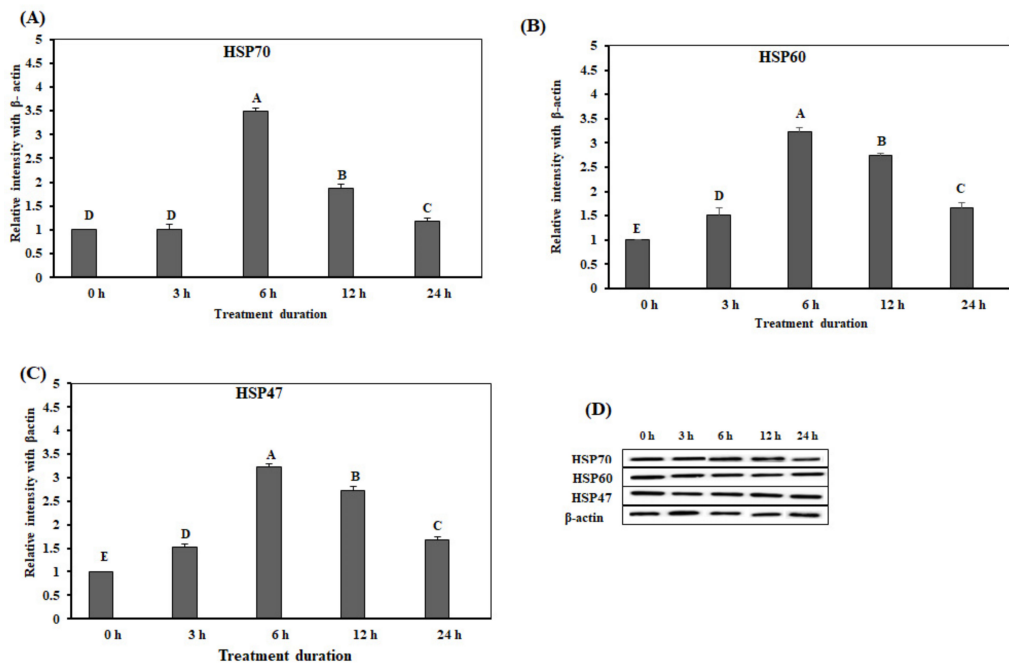 (A)
HSP70
Relative intensity with β- actin
5
4.5
4
3.5
3
2.5
2
1.5
1
0.5
0
D
D
A
B
C
0 h 3 h 6 h 12 h 24 h
Treatment duration
(B)
HSP60
Relative intensity with β-actin
5
4.5
4
3.5
3
2.5
2
1.5
1
0.5
0
E
D
A
B
C
0 h 3 h 6 h 12 h 24 h
Treatment duration
(C)
HSP47
Relative intensity with βactin
5
4.5
4
3.5
3
2.5
2
1.5
1
0.5
0
E
D
A
B
C
0 h 3 h 6 h 12 h 24 h
Treatment duration
(D)
0 h 3 h 6 h 12 h 24 h
HSP70
HSP60
HSP47
β-actin